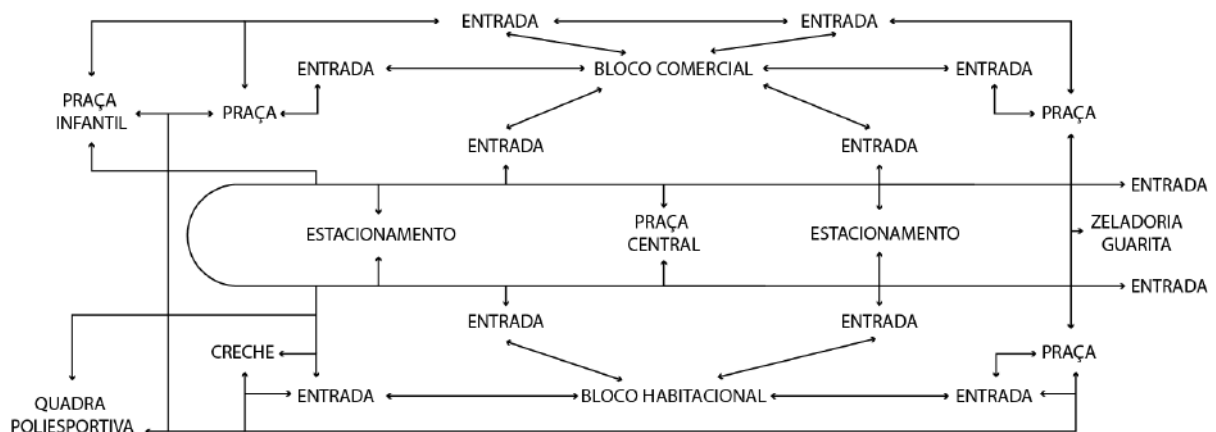 ENTRADA
ENTRADA
ENTRADA
BLOCO COMERCIAL
ENTRADA
PRAÇA
INFANTIL
PRAÇA
PRAÇA
ENTRADA
ENTRADA
ENTRADA
ESTACIONAMENTO
PRAÇA
CENTRAL
ESTACIONAMENTO
ZELADORIA
GUARITA
ENTRADA
ENTRADA
ENTRADA
CRECHE
PRAÇA
QUADRA
POLIESPORTIVA
ENTRADA
BLOCO HABITACIONAL
ENTRADA